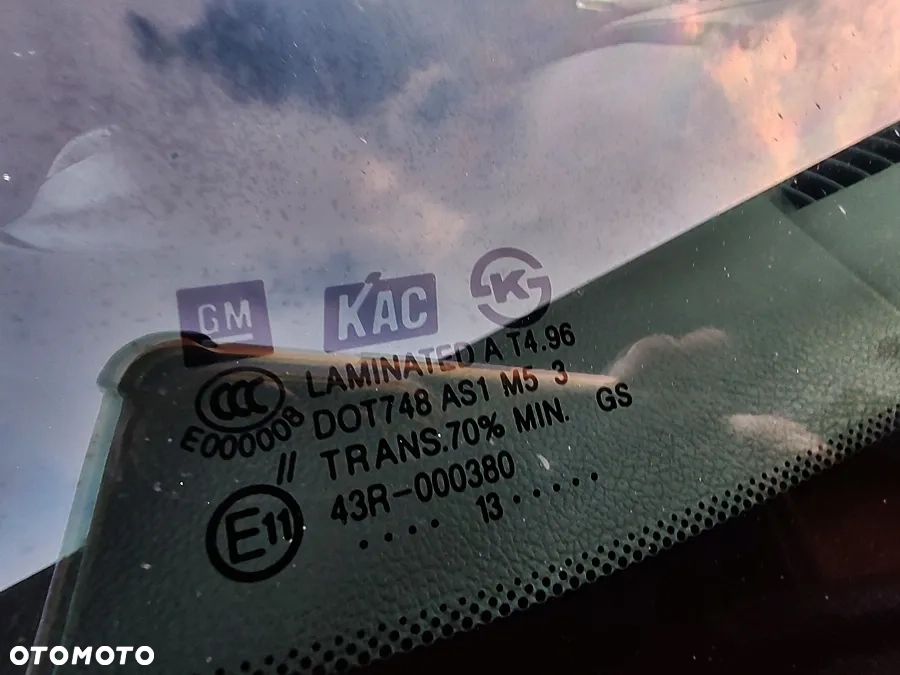 GM KAC K
CCC LAMINATED A T4.96
E000008 DOT748 AS1 M5 3
// TRANS.70% MIN. GS
E11 43R-000380
.... 13 .....
OTOMOTO